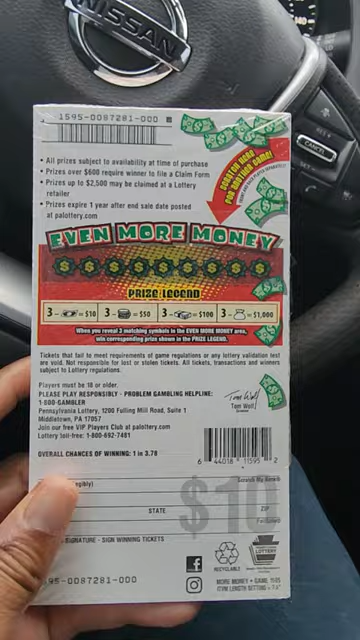 NISSAN
CANCEL
1595-0087281-000
• All prizes subject to availability at time of purchase
• Prizes over $600 require winner to file a Claim Form
• Prizes up to $2,500 may be claimed at a Lottery
retailer
• Prizes expire 1 year after end sale date posted
at palottery.com
SCRATCH HERE
FOR ANOTHER GAME!
EVEN MORE MONEY
PRIZE LEGEND
3 - = $10
3 - = $50
3 - = $100
3 - = $1,000
When you reveal 3 matching symbols in the EVEN MORE MONEY area,
win corresponding prize shown in the PRIZE LEGEND.
Tickets that fail to meet requirements of game regulations or any lottery validation test
are void. Not responsible for lost or stolen tickets. All tickets, transactions and winners
subject to Lottery regulations.
Players must be 18 or older.
PLEASE PLAY RESPONSIBLY - PROBLEM GAMBLING HELPLINE:
1-800-GAMBLER
Pennsylvania Lottery, 1200 Fulling Mill Road, Suite 1
Middletown, PA 17057
Join our free VIP Players Club at palottery.com
Lottery toll-free: 1-800-692-7481
Tom Wolf
OVERALL CHANCES OF WINNING: 1 in 3.78
6 44018 11595 2
$10
STATE
ZIP
SIGNATURE - SIGN WINNING TICKETS
RECYCLABLE
LOTTERY
95-0087281-000